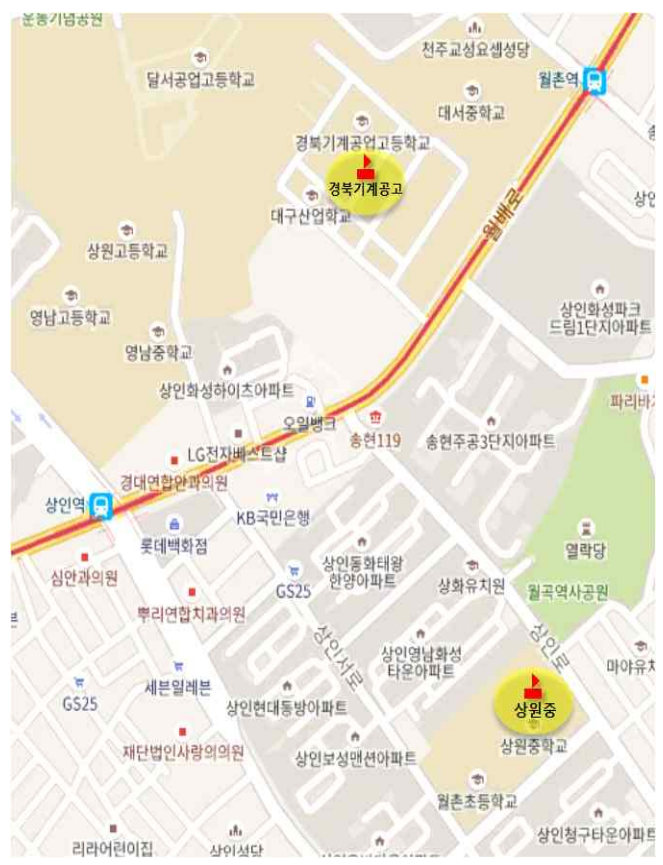 운동기념공원
천주교성요셉성당
달서공업고등학교
월촌역
대서중학교
경북기계공업고등학교
경북기계공고
대구산업학교
월배로
상원고등학교
상인화성파크
드림1단지아파트
영남고등학교
영남중학교
상인화성하이츠아파트
파리바
오일뱅크
송현119
송현주공3단지아파트
LG전자베스트샵
경대연합안과의원
상인역
KB국민은행
롯데백화점
열락당
상인동화태왕
한양아파트
심안과의원
상화유치원
GS25
월곡역사공원
뿌리연합치과의원
상인서로
상인로
상인영남화성
타운아파트
마야유치
세븐일레븐
GS25
상인현대동방아파트
상원중
상원중학교
재단법인사랑의의원
상인보성맨션아파트
월촌초등학교
상인청구타운아파트
리라어린이집
상인성당